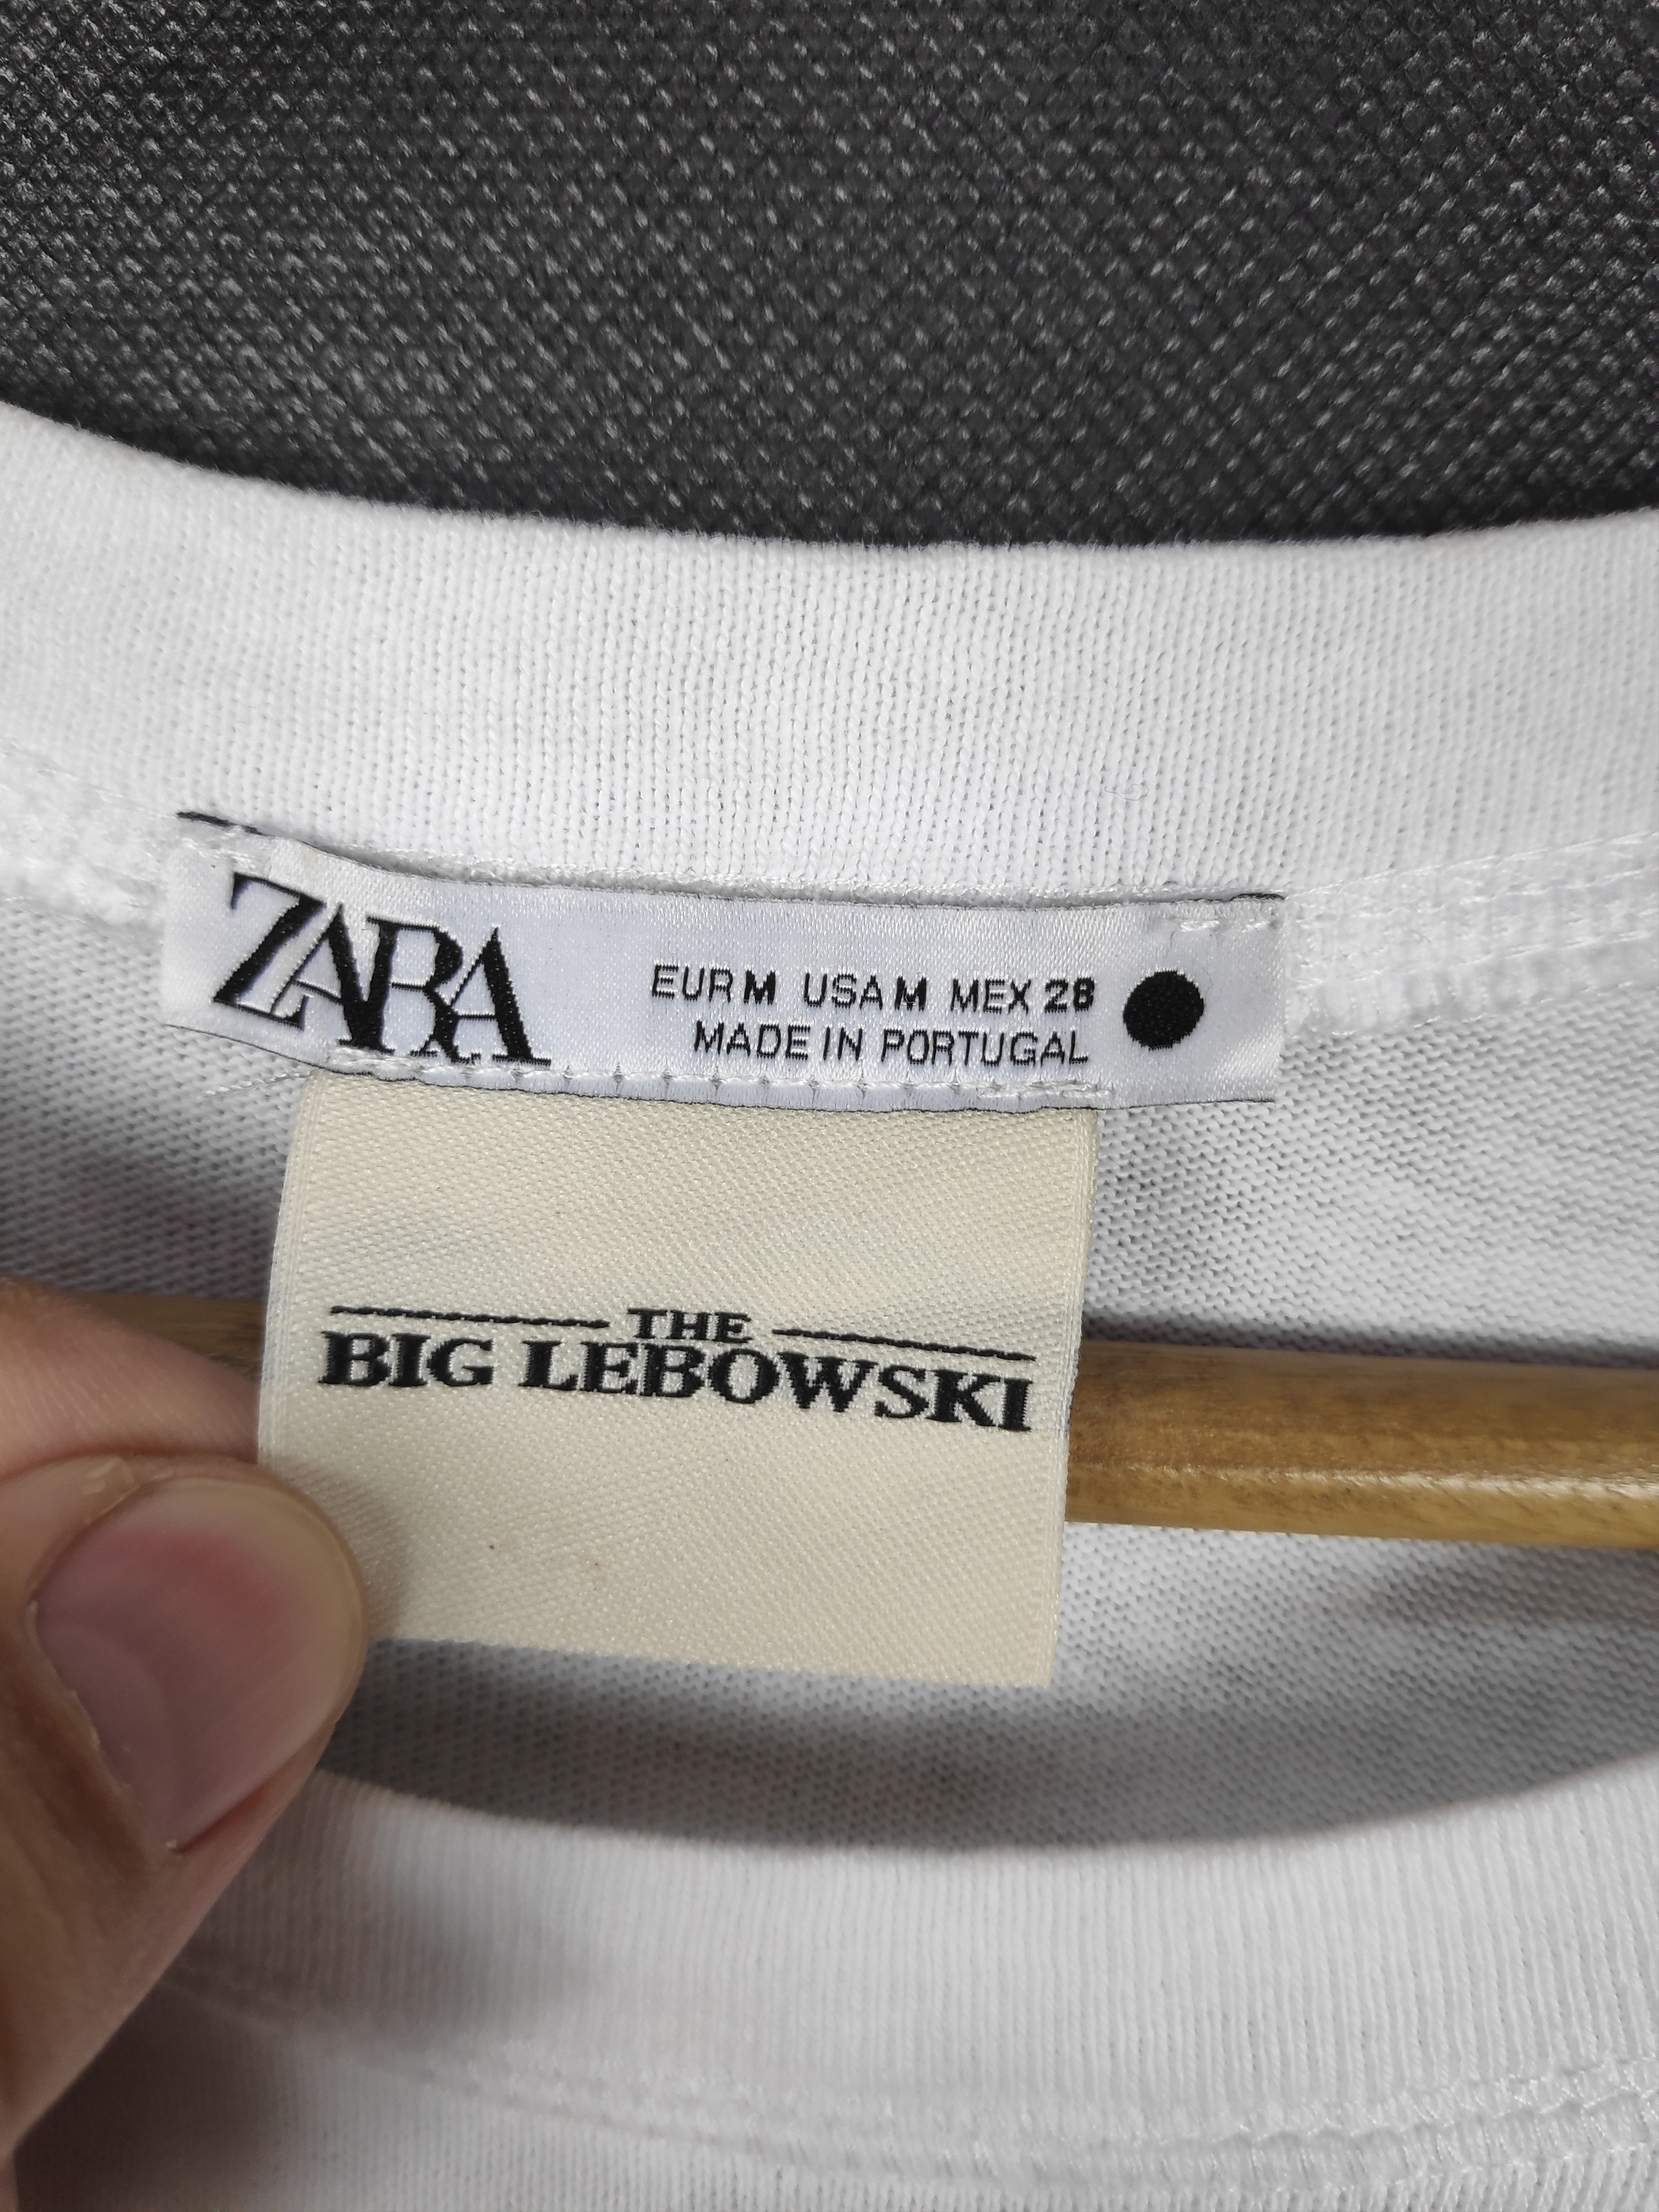 ZARA
EUR M USA M MEX 28
MADE IN PORTUGAL
THE
BIG LEBOWSKI